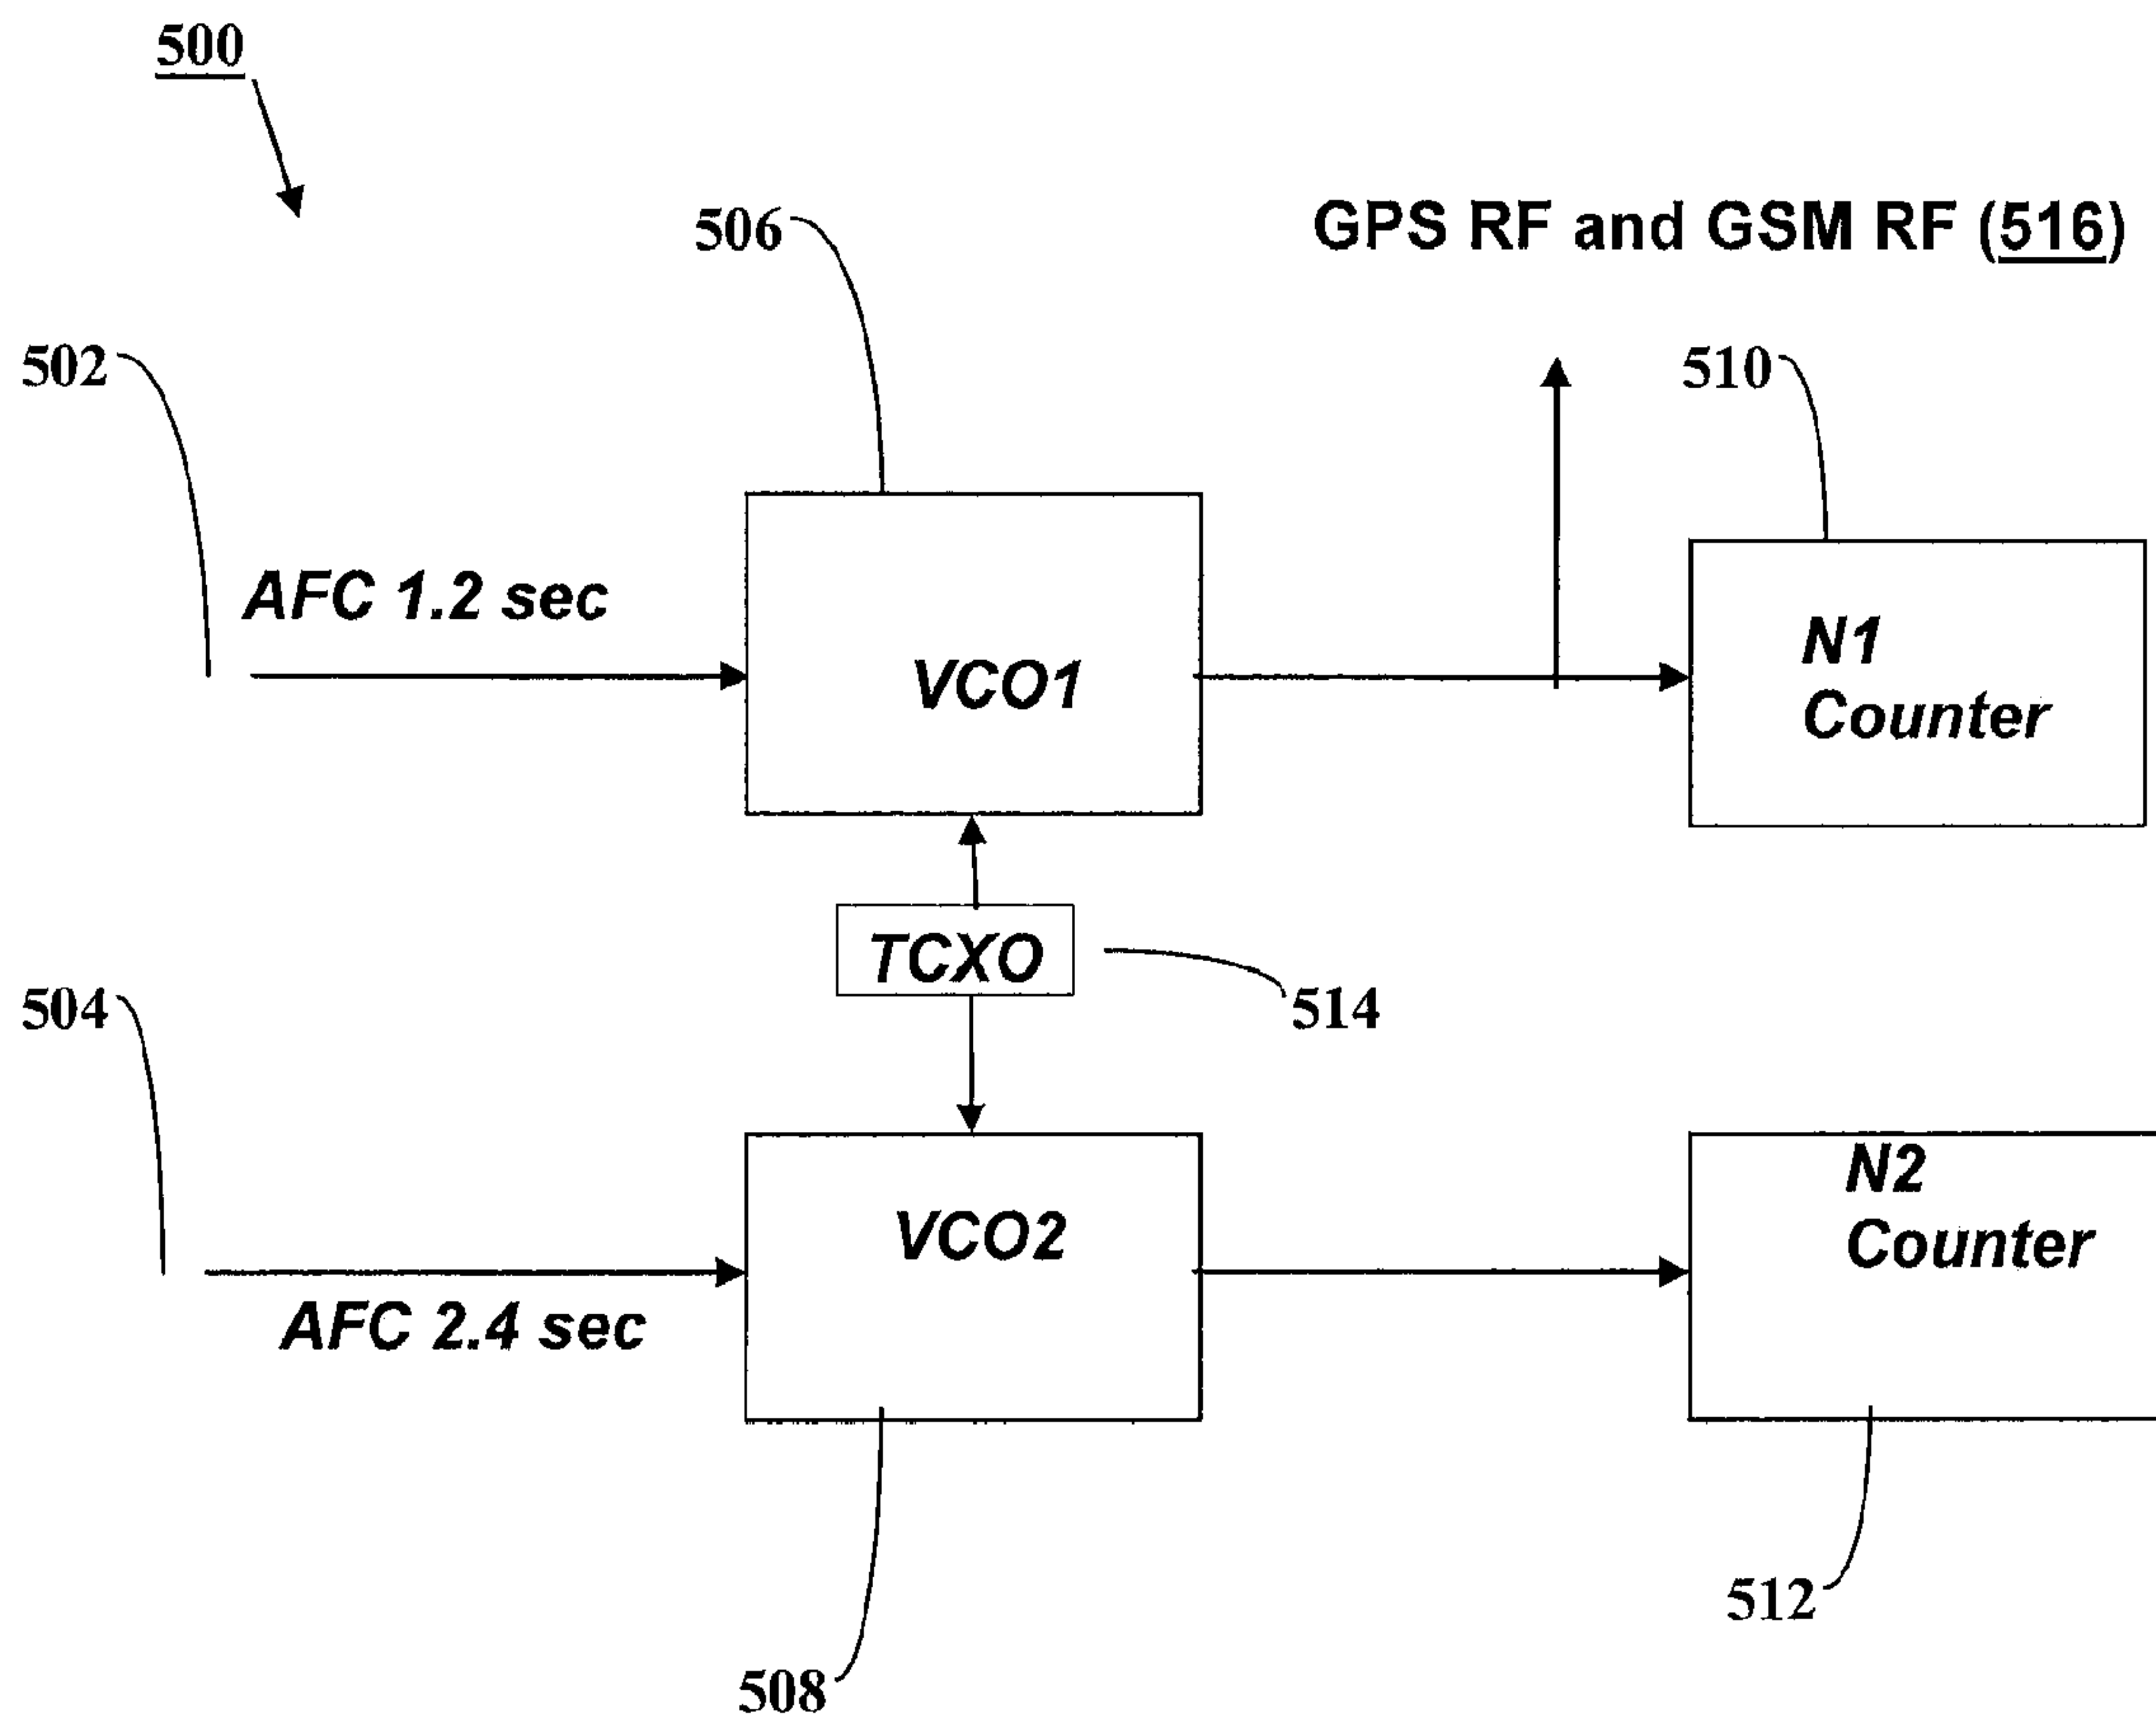 500
506
GPS RF and GSM RF (516)
502
510
AFC 1.2 sec
VCO1
N1
Counter
TCXO
504
514
VCO2
N2
Counter
AFC 2.4 sec
512
508